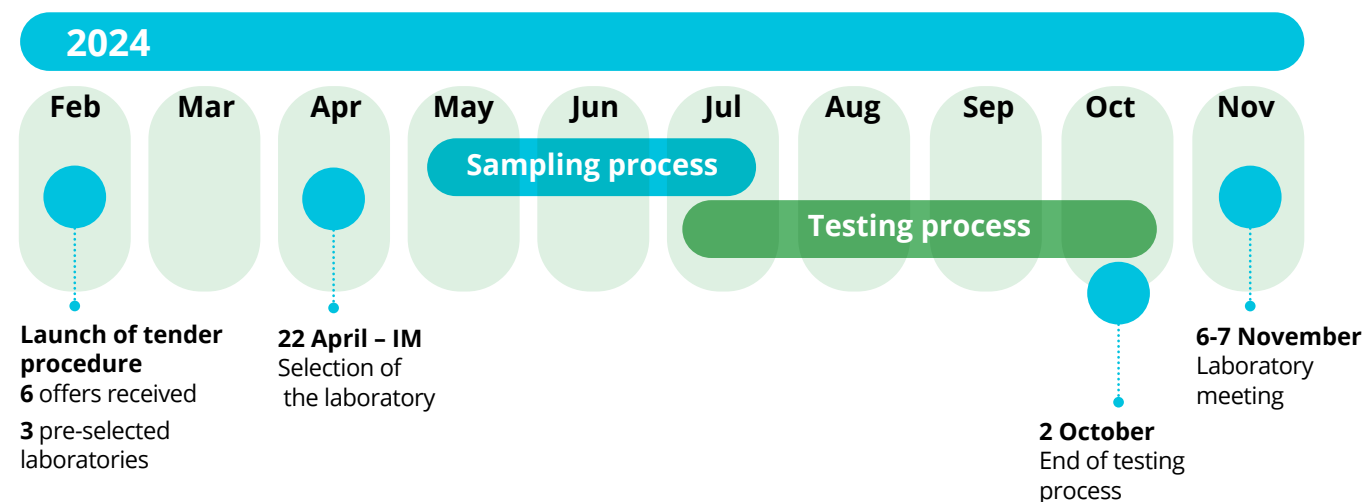 2024
Feb
Mar
Apr
May
Jun
Jul
Aug
Sep
Oct
Nov
Sampling process
Testing process
Launch of tender
procedure
6 offers received
3 pre-selected
laboratories
22 April – IM
Selection of
the laboratory
2 October
End of testing
process
6-7 November
Laboratory
meeting